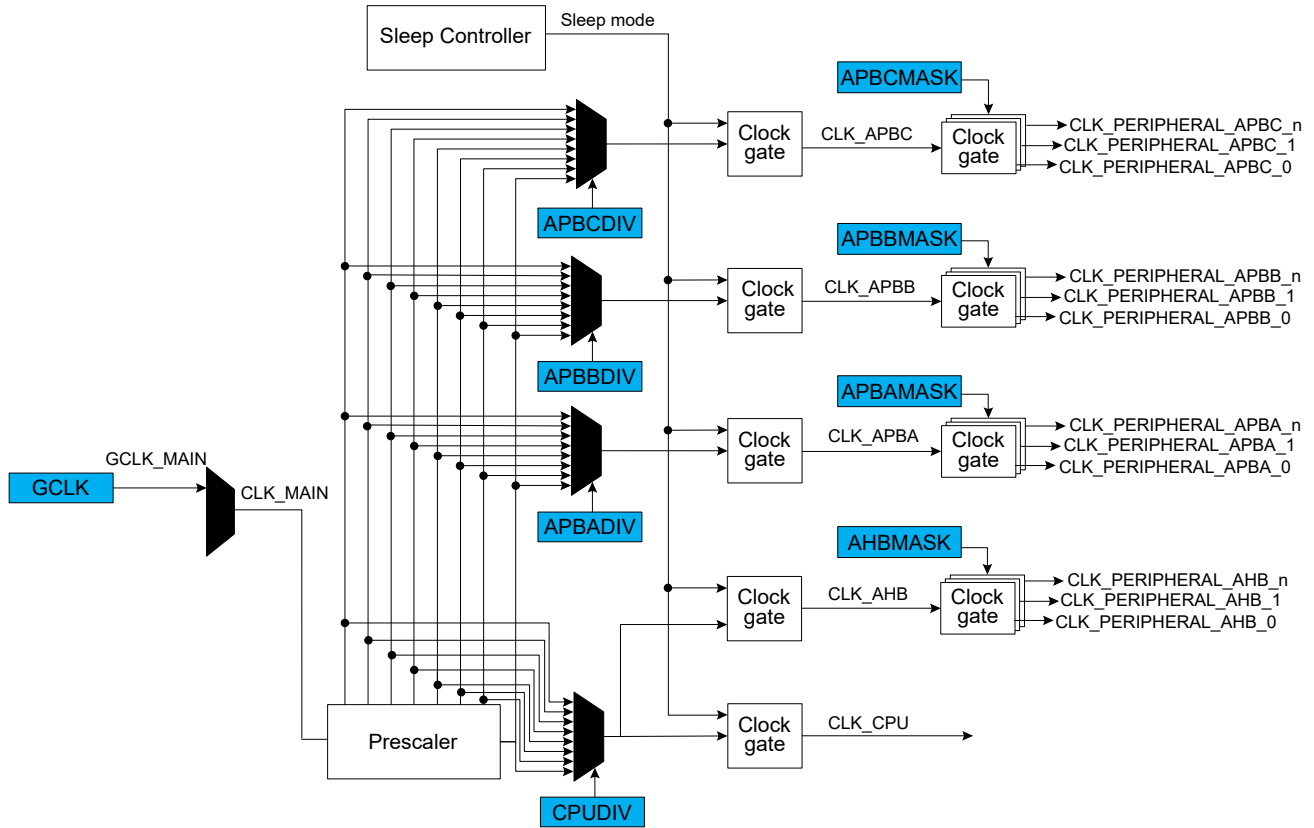 Sleep Controller
Sleep mode
APBCMASK
Clock
gate
CLK_APBC
Clock
gate
CLK_PERIPHERAL_APBC_n
CLK_PERIPHERAL_APBC_1
CLK_PERIPHERAL_APBC_0
APBCDIV
APBBMASK
Clock
gate
CLK_APBB
Clock
gate
CLK_PERIPHERAL_APBB_n
CLK_PERIPHERAL_APBB_1
CLK_PERIPHERAL_APBB_0
APBBDIV
APBAMASK
Clock
gate
CLK_APBA
Clock
gate
CLK_PERIPHERAL_APBA_n
CLK_PERIPHERAL_APBA_1
CLK_PERIPHERAL_APBA_0
GCLK
GCLK_MAIN
CLK_MAIN
APBADIV
AHBMASK
Clock
gate
CLK_AHB
Clock
gate
CLK_PERIPHERAL_AHB_n
CLK_PERIPHERAL_AHB_1
CLK_PERIPHERAL_AHB_0
Prescaler
Clock
gate
CLK_CPU
CPUDIV